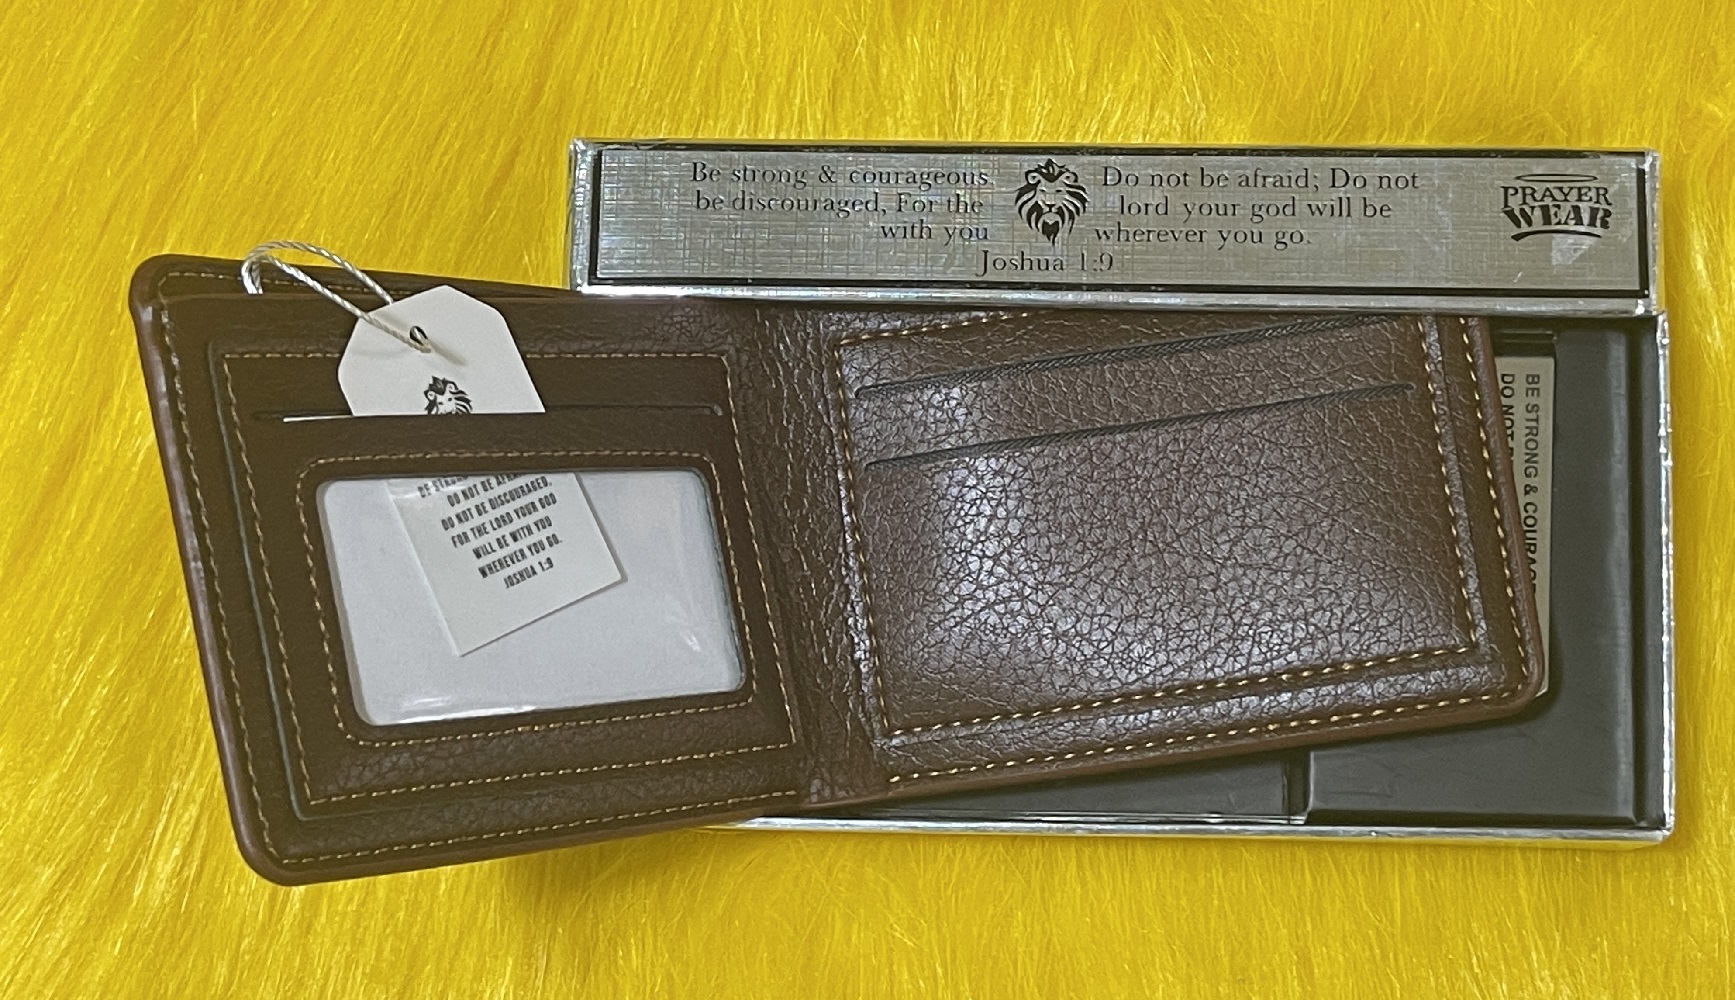 Be strong & courageous Do not be afraid; Do not
be discouraged, For the lord your god will be
with you wherever you go.
Joshua 1:9
PRAYER
WEAR
BE STRONG
DO NOT BE
DO NOT BE DISCOURAGED,
FOR THE LORD YOUR GOD
WILL BE WITH YOU
WHEREVER YOU GO.
JOSHUA 1:9
BE STRONG & COURAG
DO NOT